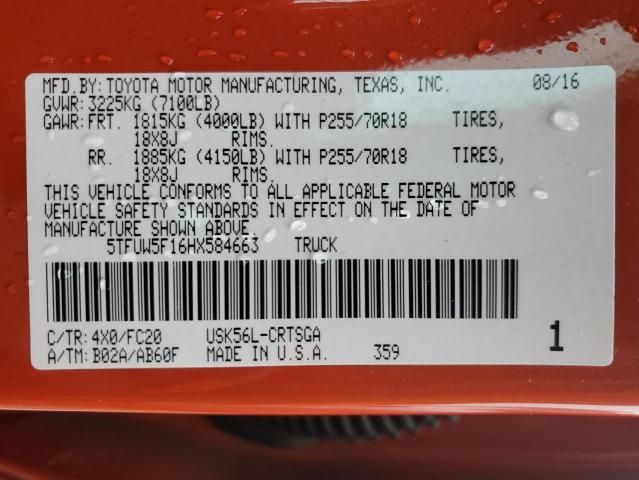 MFD.BY: TOYOTA MOTOR MANUFACTURING, TEXAS, INC. 08/16
GVWR: 3225KG (7100LB)
GAWR: FRT. 1815KG (4000LB) WITH P255/70R18 TIRES,
18X8J RIMS.
RR. 1885KG (4150LB) WITH P255/70R18 TIRES,
18X8J RIMS.
THIS VEHICLE CONFORMS TO ALL APPLICABLE FEDERAL MOTOR
VEHICLE SAFETY STANDARDS IN EFFECT ON THE DATE OF
MANUFACTURE SHOWN ABOVE.
5TFUW5F16HX584663 TRUCK
C/TR: 4X0/FC20 USK56L-CRTSGA
A/TM: B02A/AB60F MADE IN U.S.A. 359 1